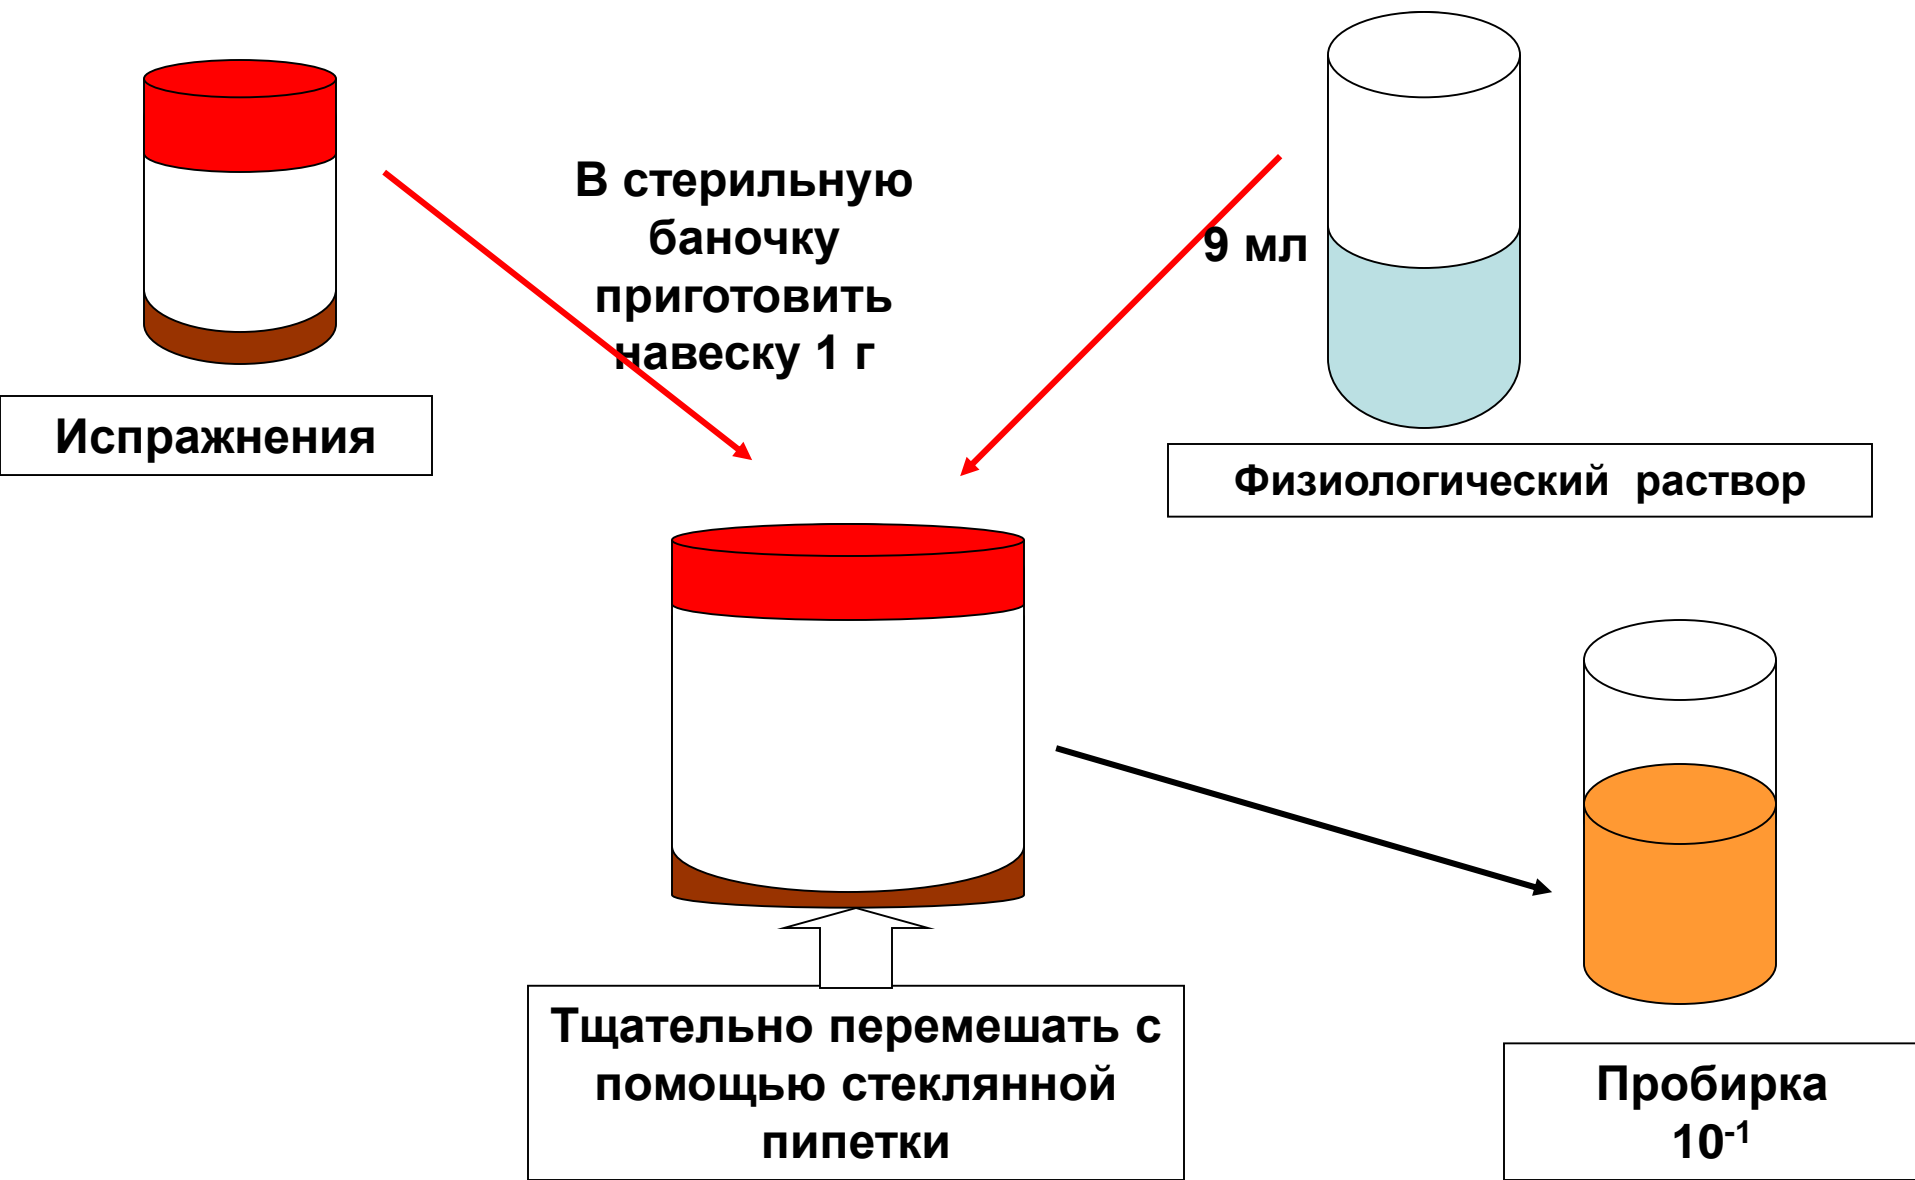 В стерильную
баночку
приготовить
навеску 1 г
9 мл
Испражнения
Физиологический раствор
Тщательно перемешать с
помощью стеклянной
пипетки
Пробирка
10⁻¹